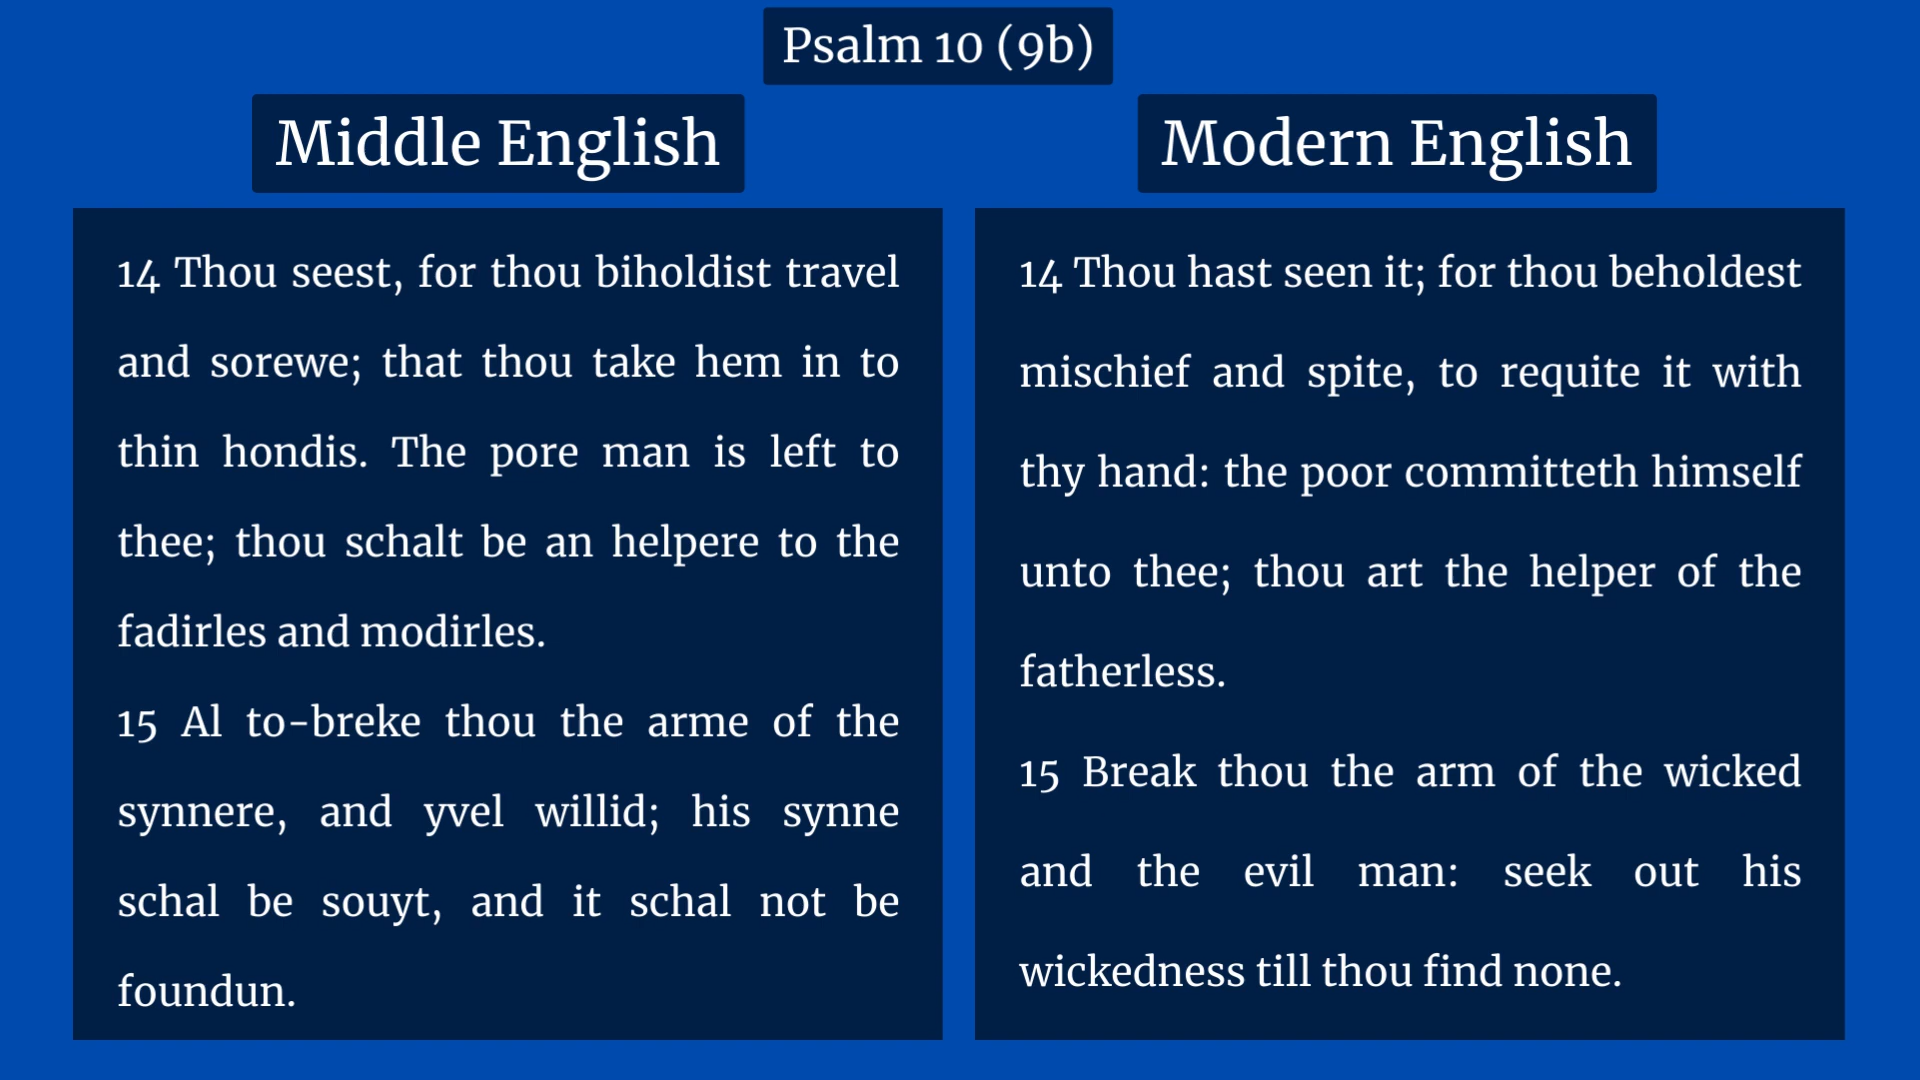 Psalm 10 (9b)
Middle English
14 Thou seest, for thou biholdist travel
and sorewe; that thou take hem in to
thin hondis. The pore man is left to
thee; thou schalt be an helpere to the
fadirles and modirles.
15 Al to-breke thou the arme of the
synnere, and yvel willid; his synne
schal be souyt, and it schal not be
foundun.
Modern English
14 Thou hast seen it; for thou beholdest
mischief and spite, to requite it with
thy hand: the poor committeth himself
unto thee; thou art the helper of the
fatherless.
15 Break thou the arm of the wicked
and the evil man: seek out his
wickedness till thou find none.